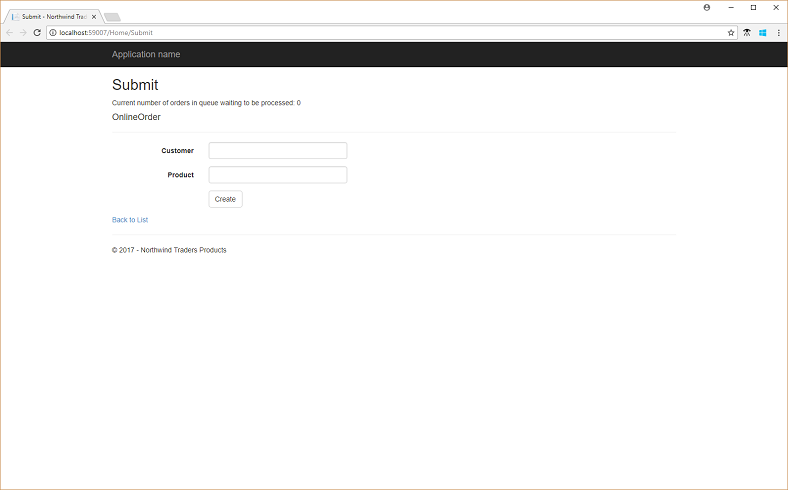 Submit - Northwind Trad
localhost:59007/Home/Submit
Application name
Submit
Current number of orders in queue waiting to be processed: 0
OnlineOrder
Customer
Product
Create
Back to List
© 2017 - Northwind Traders Products